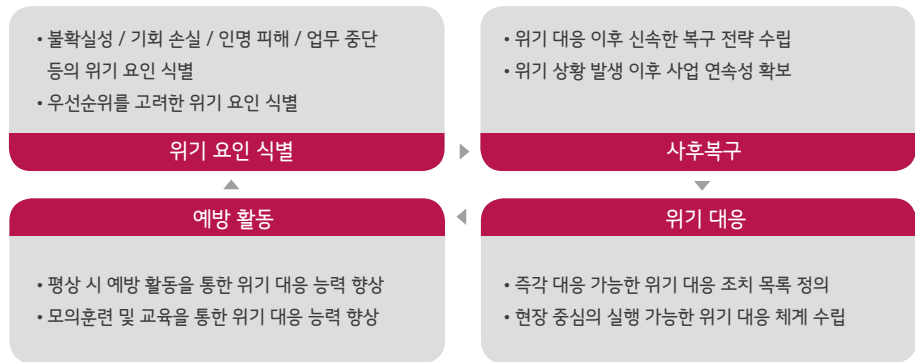 • 불확실성 / 기회 손실 / 인명 피해 / 업무 중단
등의 위기 요인 식별
• 우선순위를 고려한 위기 요인 식별
위기 요인 식별
• 위기 대응 이후 신속한 복구 전략 수립
• 위기 상황 발생 이후 사업 연속성 확보
사후복구
예방 활동
• 평상 시 예방 활동을 통한 위기 대응 능력 향상
• 모의훈련 및 교육을 통한 위기 대응 능력 향상
위기 대응
• 즉각 대응 가능한 위기 대응 조치 목록 정의
• 현장 중심의 실행 가능한 위기 대응 체계 수립